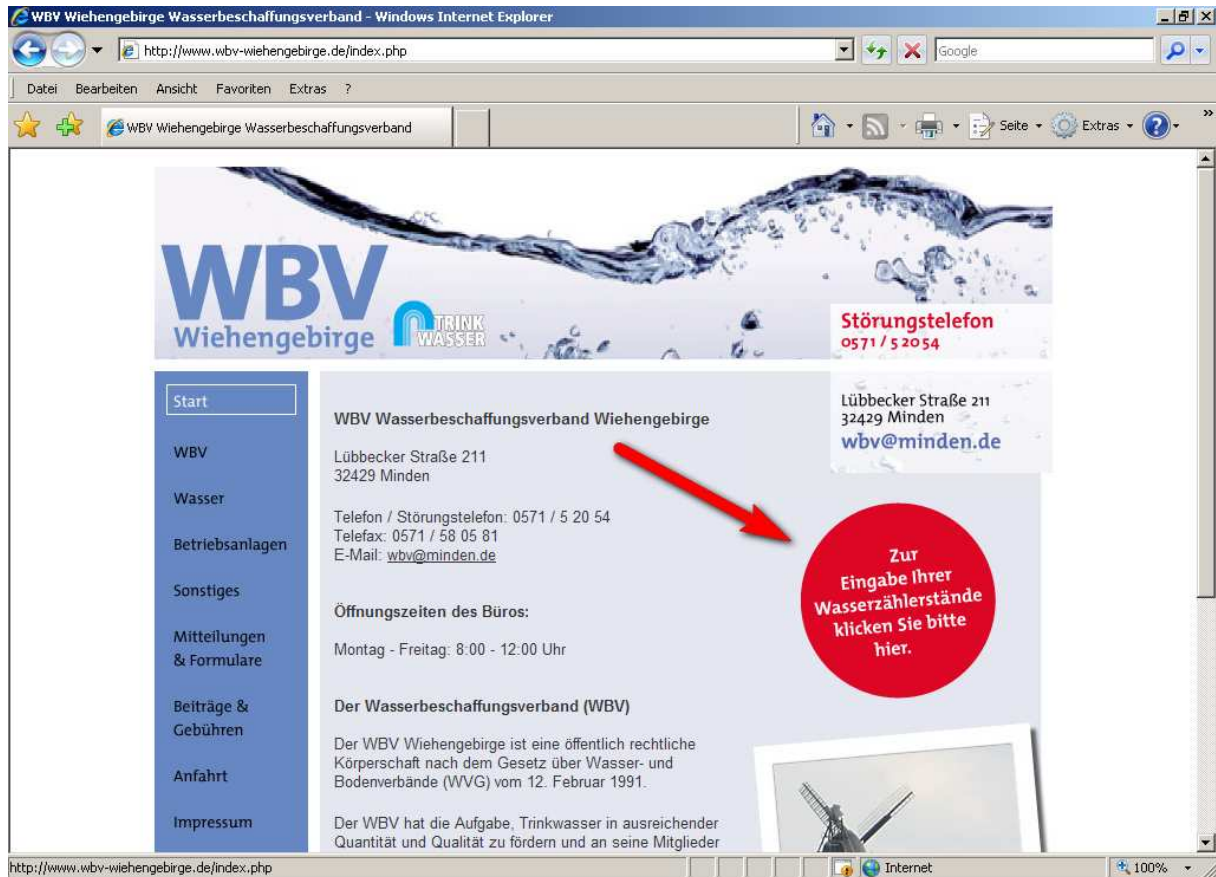 WBV Wiehengebirge Wasserbeschaffungsverband - Windows Internet Explorer
http://www.wbv-wiehengebirge.de/index.php
Google
Datei Bearbeiten Ansicht Favoriten Extras ?
WBV Wiehengebirge Wasserbeschaffungsverband
Seite Extras
WBV
Wiehengebirge
TRINK
WASSER
Störungstelefon
0571 / 5 20 54
Lübbecker Straße 211
32429 Minden
wbv@minden.de
Start
WBV
Wasser
Betriebsanlagen
Sonstiges
Mitteilungen
& Formulare
Beiträge &
Gebühren
Anfahrt
Impressum
WBV Wasserbeschaffungsverband Wiehengebirge
Lübbecker Straße 211
32429 Minden
Telefon / Störungstelefon: 0571 / 5 20 54
Telefax: 0571 / 58 05 81
E-Mail: wbv@minden.de
Öffnungszeiten des Büros:
Montag - Freitag: 8:00 - 12:00 Uhr
Der Wasserbeschaffungsverband (WBV)
Der WBV Wiehengebirge ist eine öffentlich rechtliche
Körperschaft nach dem Gesetz über Wasser- und
Bodenverbände (WVG) vom 12. Februar 1991.
Der WBV hat die Aufgabe, Trinkwasser in ausreichender
Quantität und Qualität zu fördern und an seine Mitglieder
Zur
Eingabe Ihrer
Wasserzählerstände
klicken Sie bitte
hier.
http://www.wbv-wiehengebirge.de/index.php
Internet
100%